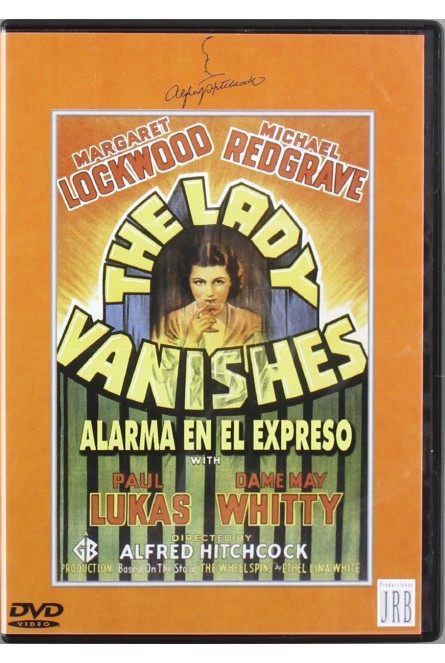 Alfred Hitchcock
MARGARET
LOCKWOOD
MICHAEL
REDGRAVE
THE LADY
VANISHES
ALARMA EN EL EXPRESO
WITH
PAUL
LUKAS
DAME MAY
WHITTY
DIRECTED BY
ALFRED HITCHCOCK
A
GB
PRODUCTION
Based On The Story THE WHEEL SPINS By ETHEL LINA WHITE
DVD
VIDEO
Producciones
JRB